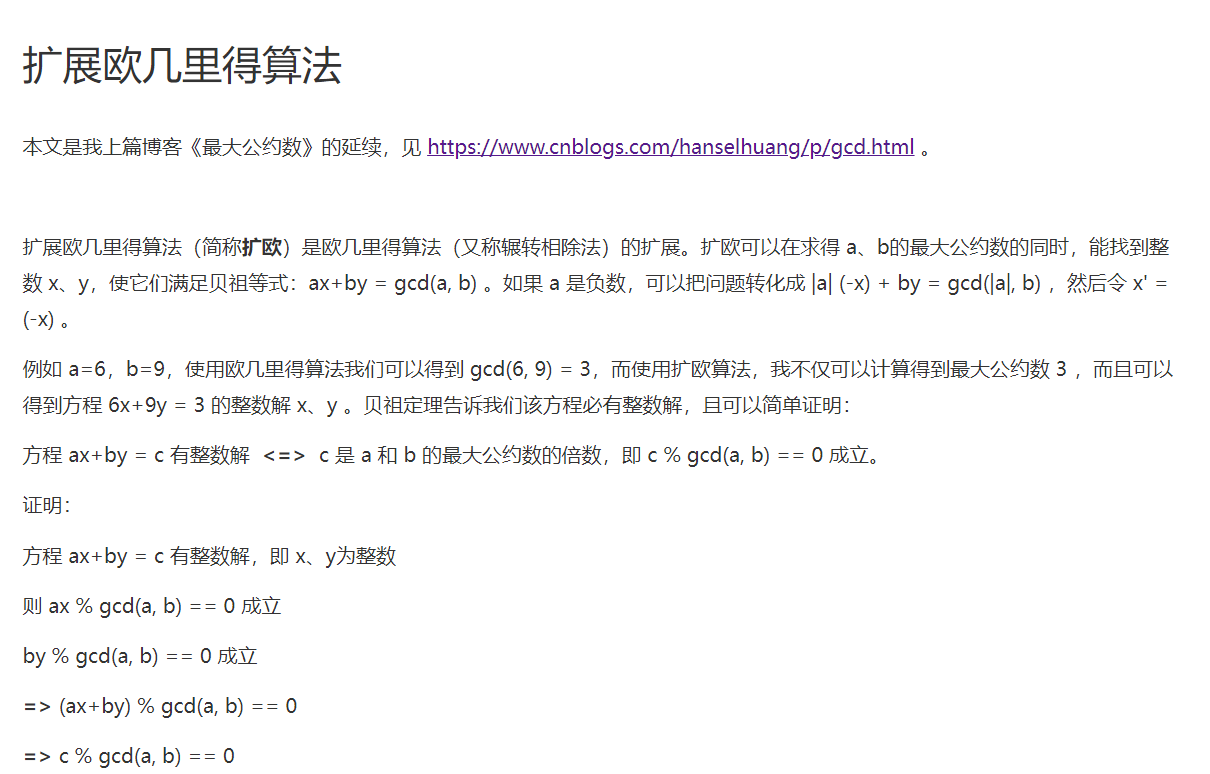 扩展欧几里得算法
本文是我上篇博客《最大公约数》的延续，见 https://www.cnblogs.com/hanselhuang/p/gcd.html 。
扩展欧几里得算法（简称扩欧）是欧几里得算法（又称辗转相除法）的扩展。扩欧可以在求得 a、b的最大公约数的同时，能找到整
数 x、y，使它们满足贝祖等式：ax+by = gcd(a, b) 。如果 a 是负数，可以把问题转化成 |a| (-x) + by = gcd(|a|, b) ，然后令 x' =
(-x) 。
例如 a=6，b=9，使用欧几里得算法我们可以得到 gcd(6, 9) = 3，而使用扩欧算法，我不仅可以计算得到最大公约数 3 ，而且可以
得到方程 6x+9y = 3 的整数解 x、y 。贝祖定理告诉我们该方程必有整数解，且可以简单证明：
方程 ax+by = c 有整数解 <=> c 是 a 和 b 的最大公约数的倍数，即 c % gcd(a, b) == 0 成立。
证明：
方程 ax+by = c 有整数解，即 x、y为整数
则 ax % gcd(a, b) == 0 成立
by % gcd(a, b) == 0 成立
=> (ax+by) % gcd(a, b) == 0
=> c % gcd(a, b) == 0